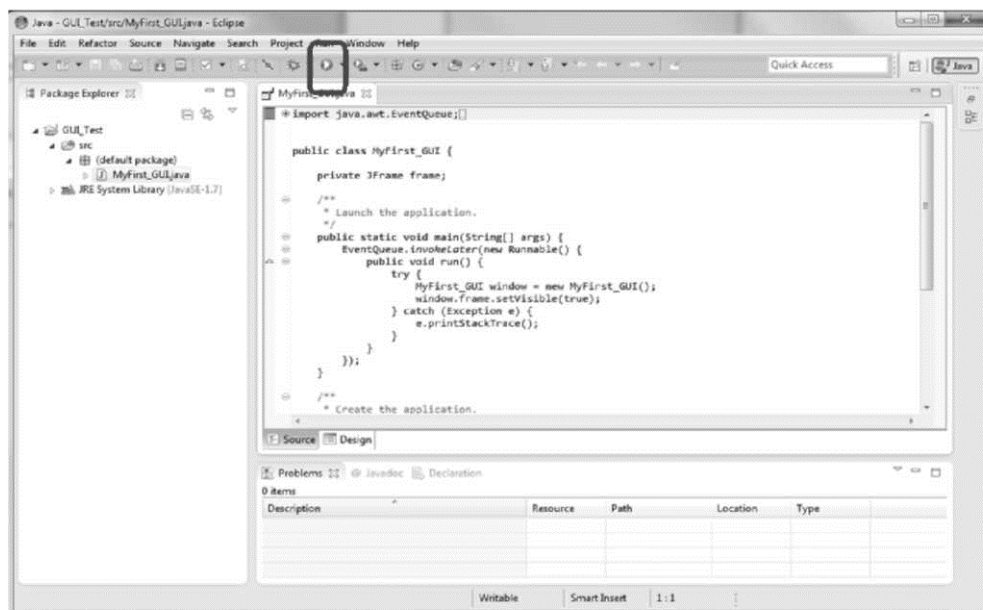 Java - GUI_Test/src/MyFirst_GUI.java - Eclipse
File Edit Refactor Source Navigate Search Project Run Window Help
Quick Access
Java
Package Explorer
GUI_Test
src
(default package)
MyFirst_GUI.java
JRE System Library [JavaSE-1.7]
MyFirst_GUI.java
import java.awt.EventQueue;
public class MyFirst_GUI {
private JFrame frame;
/**
* Launch the application.
*/
public static void main(String[] args) {
EventQueue.invokeLater(new Runnable() {
public void run() {
try {
MyFirst_GUI window = new MyFirst_GUI();
window.frame.setVisible(true);
} catch (Exception e) {
e.printStackTrace();
}
}
});
}
/**
* Create the application.
Source Design
Problems @ Javadoc Declaration
0 items
Description Resource Path Location Type
Writable Smart Insert 1 : 1